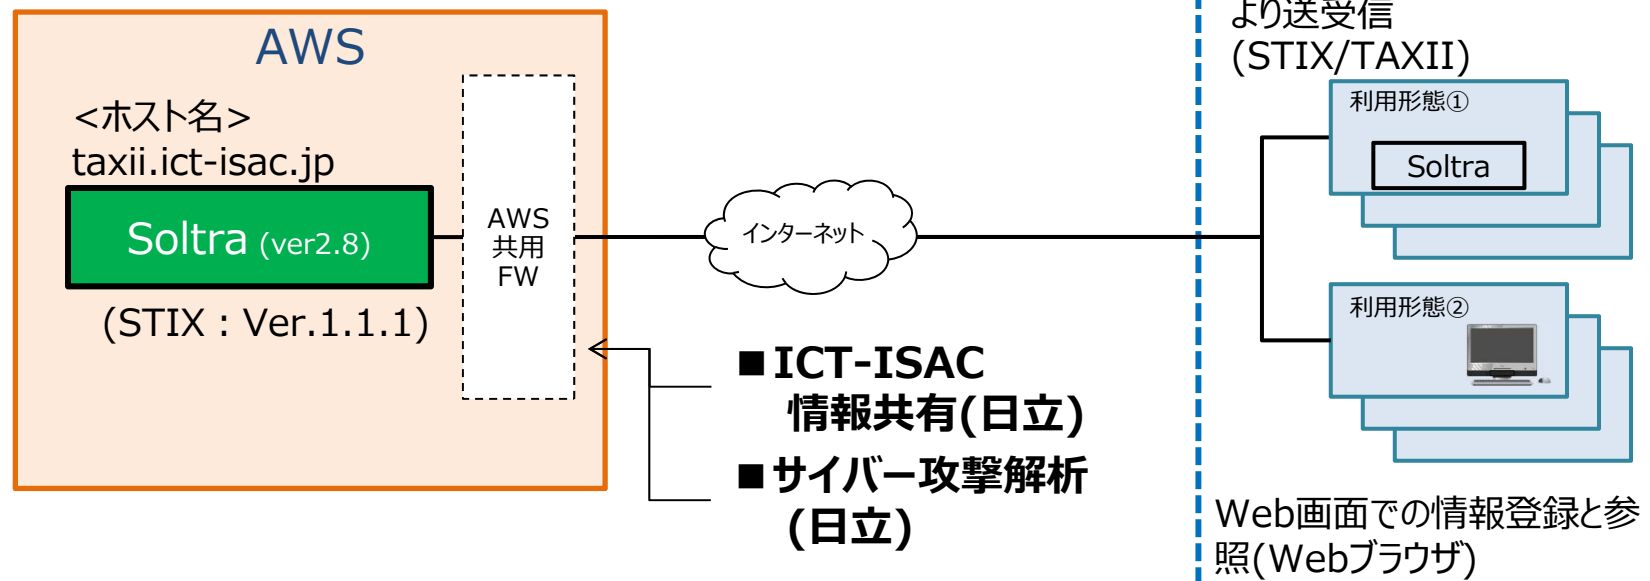 AWS
<ホスト名>
taxii.ict-isac.jp
Soltra (ver2.8)
(STIX：Ver.1.1.1)
AWS
共用
FW
インターネット
■ICT-ISAC
情報共有(日立)
■サイバー攻撃解析
(日立)
より送受信
(STIX/TAXII)
利用形態①
Soltra
利用形態②
Web画面での情報登録と参
照(Webブラウザ)